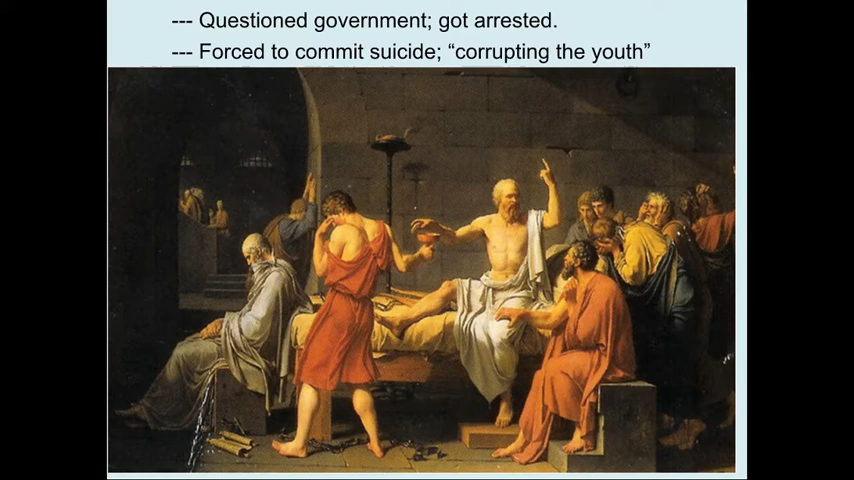 --- Questioned government; got arrested.
--- Forced to commit suicide; “corrupting the youth”